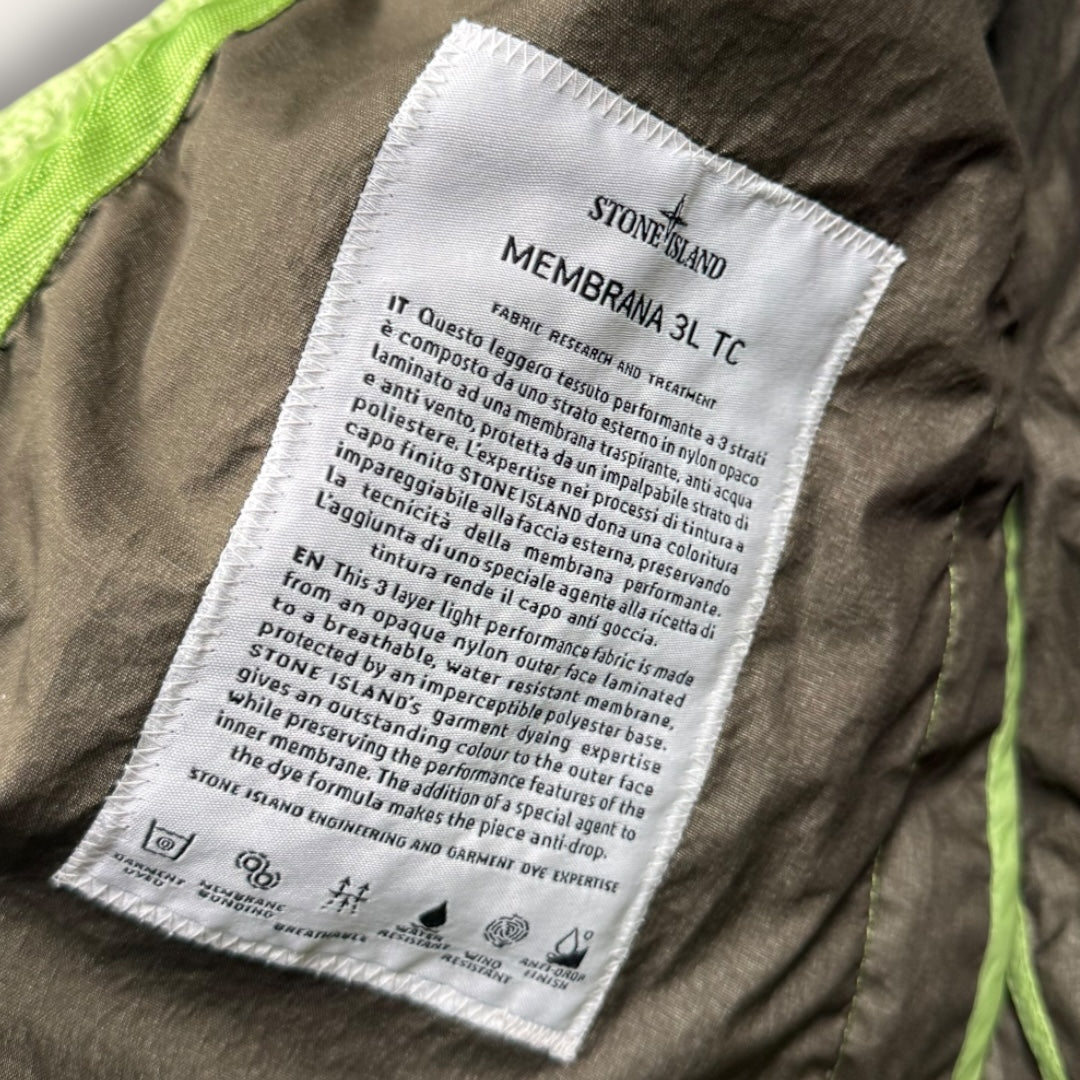 STONE ISLAND
MEMBRANA 3L TC
FABRIC RESEARCH AND TREATMENT
IT Questo leggero tessuto performante a 3 strati
è composto da uno strato esterno in nylon opaco
laminato ad una membrana traspirante, anti acqua
e anti vento, protetta da un impalpabile strato di
poliestere. L'expertise nei processi di tintura a
capo finito STONE ISLAND dona una coloritura
impareggiabile alla faccia esterna, preservando
la tecnicità della membrana performante.
L'aggiunta di uno speciale agente alla ricetta di
tintura rende il capo anti goccia.
EN This 3 layer light performance fabric is made
from an opaque nylon outer face laminated
to a breathable, water resistant membrane,
protected by an imperceptible polyester base.
STONE ISLAND's garment dyeing expertise
gives an outstanding colour to the outer face
while preserving the performance features of the
inner membrane. The addition of a special agent to
the dye formula makes the piece anti-drop.
STONE ISLAND ENGINEERING AND GARMENT DYE EXPERTISE
GARMENT
DYED
MEMBRANE
BONDING
BREATHABLE
WATER
RESISTANT
WIND
RESISTANT
ANTI-DROP
FINISH